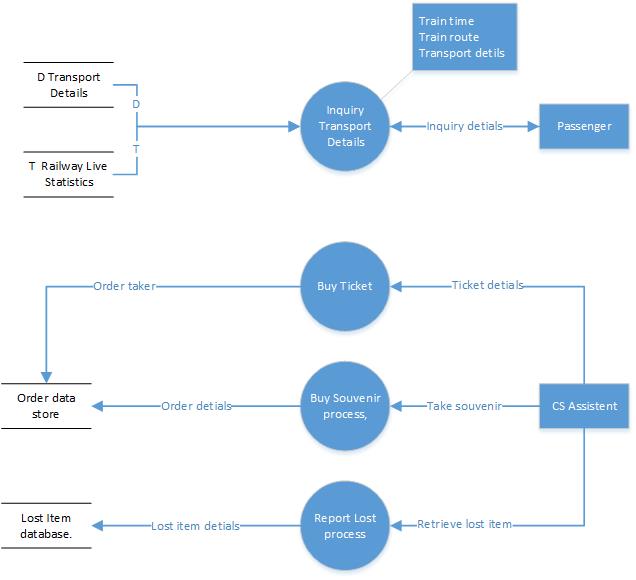 Train time
Train route
Transport detils
D Transport
Details
D
Inquiry
Transport
Details
Inquiry detials
Passenger
T
T Railway Live
Statistics
Order taker
Buy Ticket
Ticket detials
Order data
store
Order detials
Buy Souvenir
process,
Take souvenir
CS Assistent
Lost Item
database.
Lost item detials
Report Lost
process
Retrieve lost item